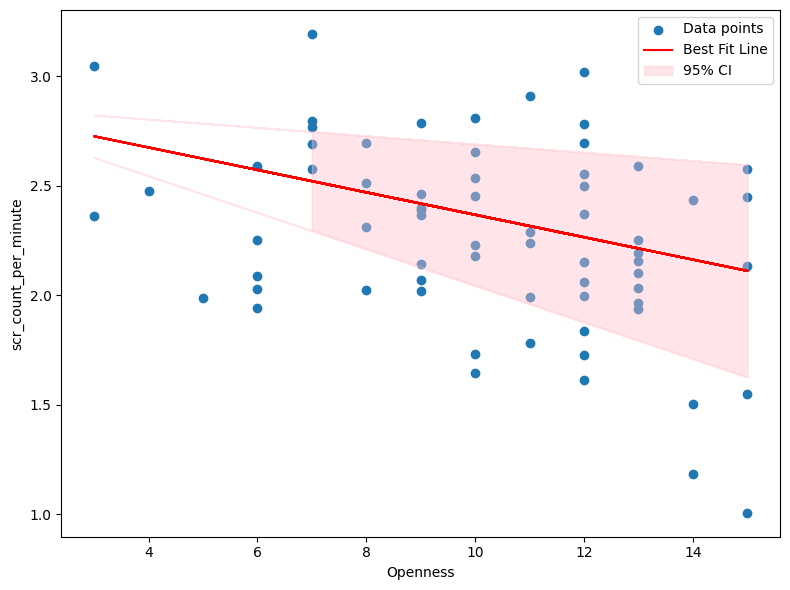 Data points
Best Fit Line
95% CI
3.0
2.5
2.0
1.5
1.0
scr_count_per_minute
4 6 8 10 12 14
Openness